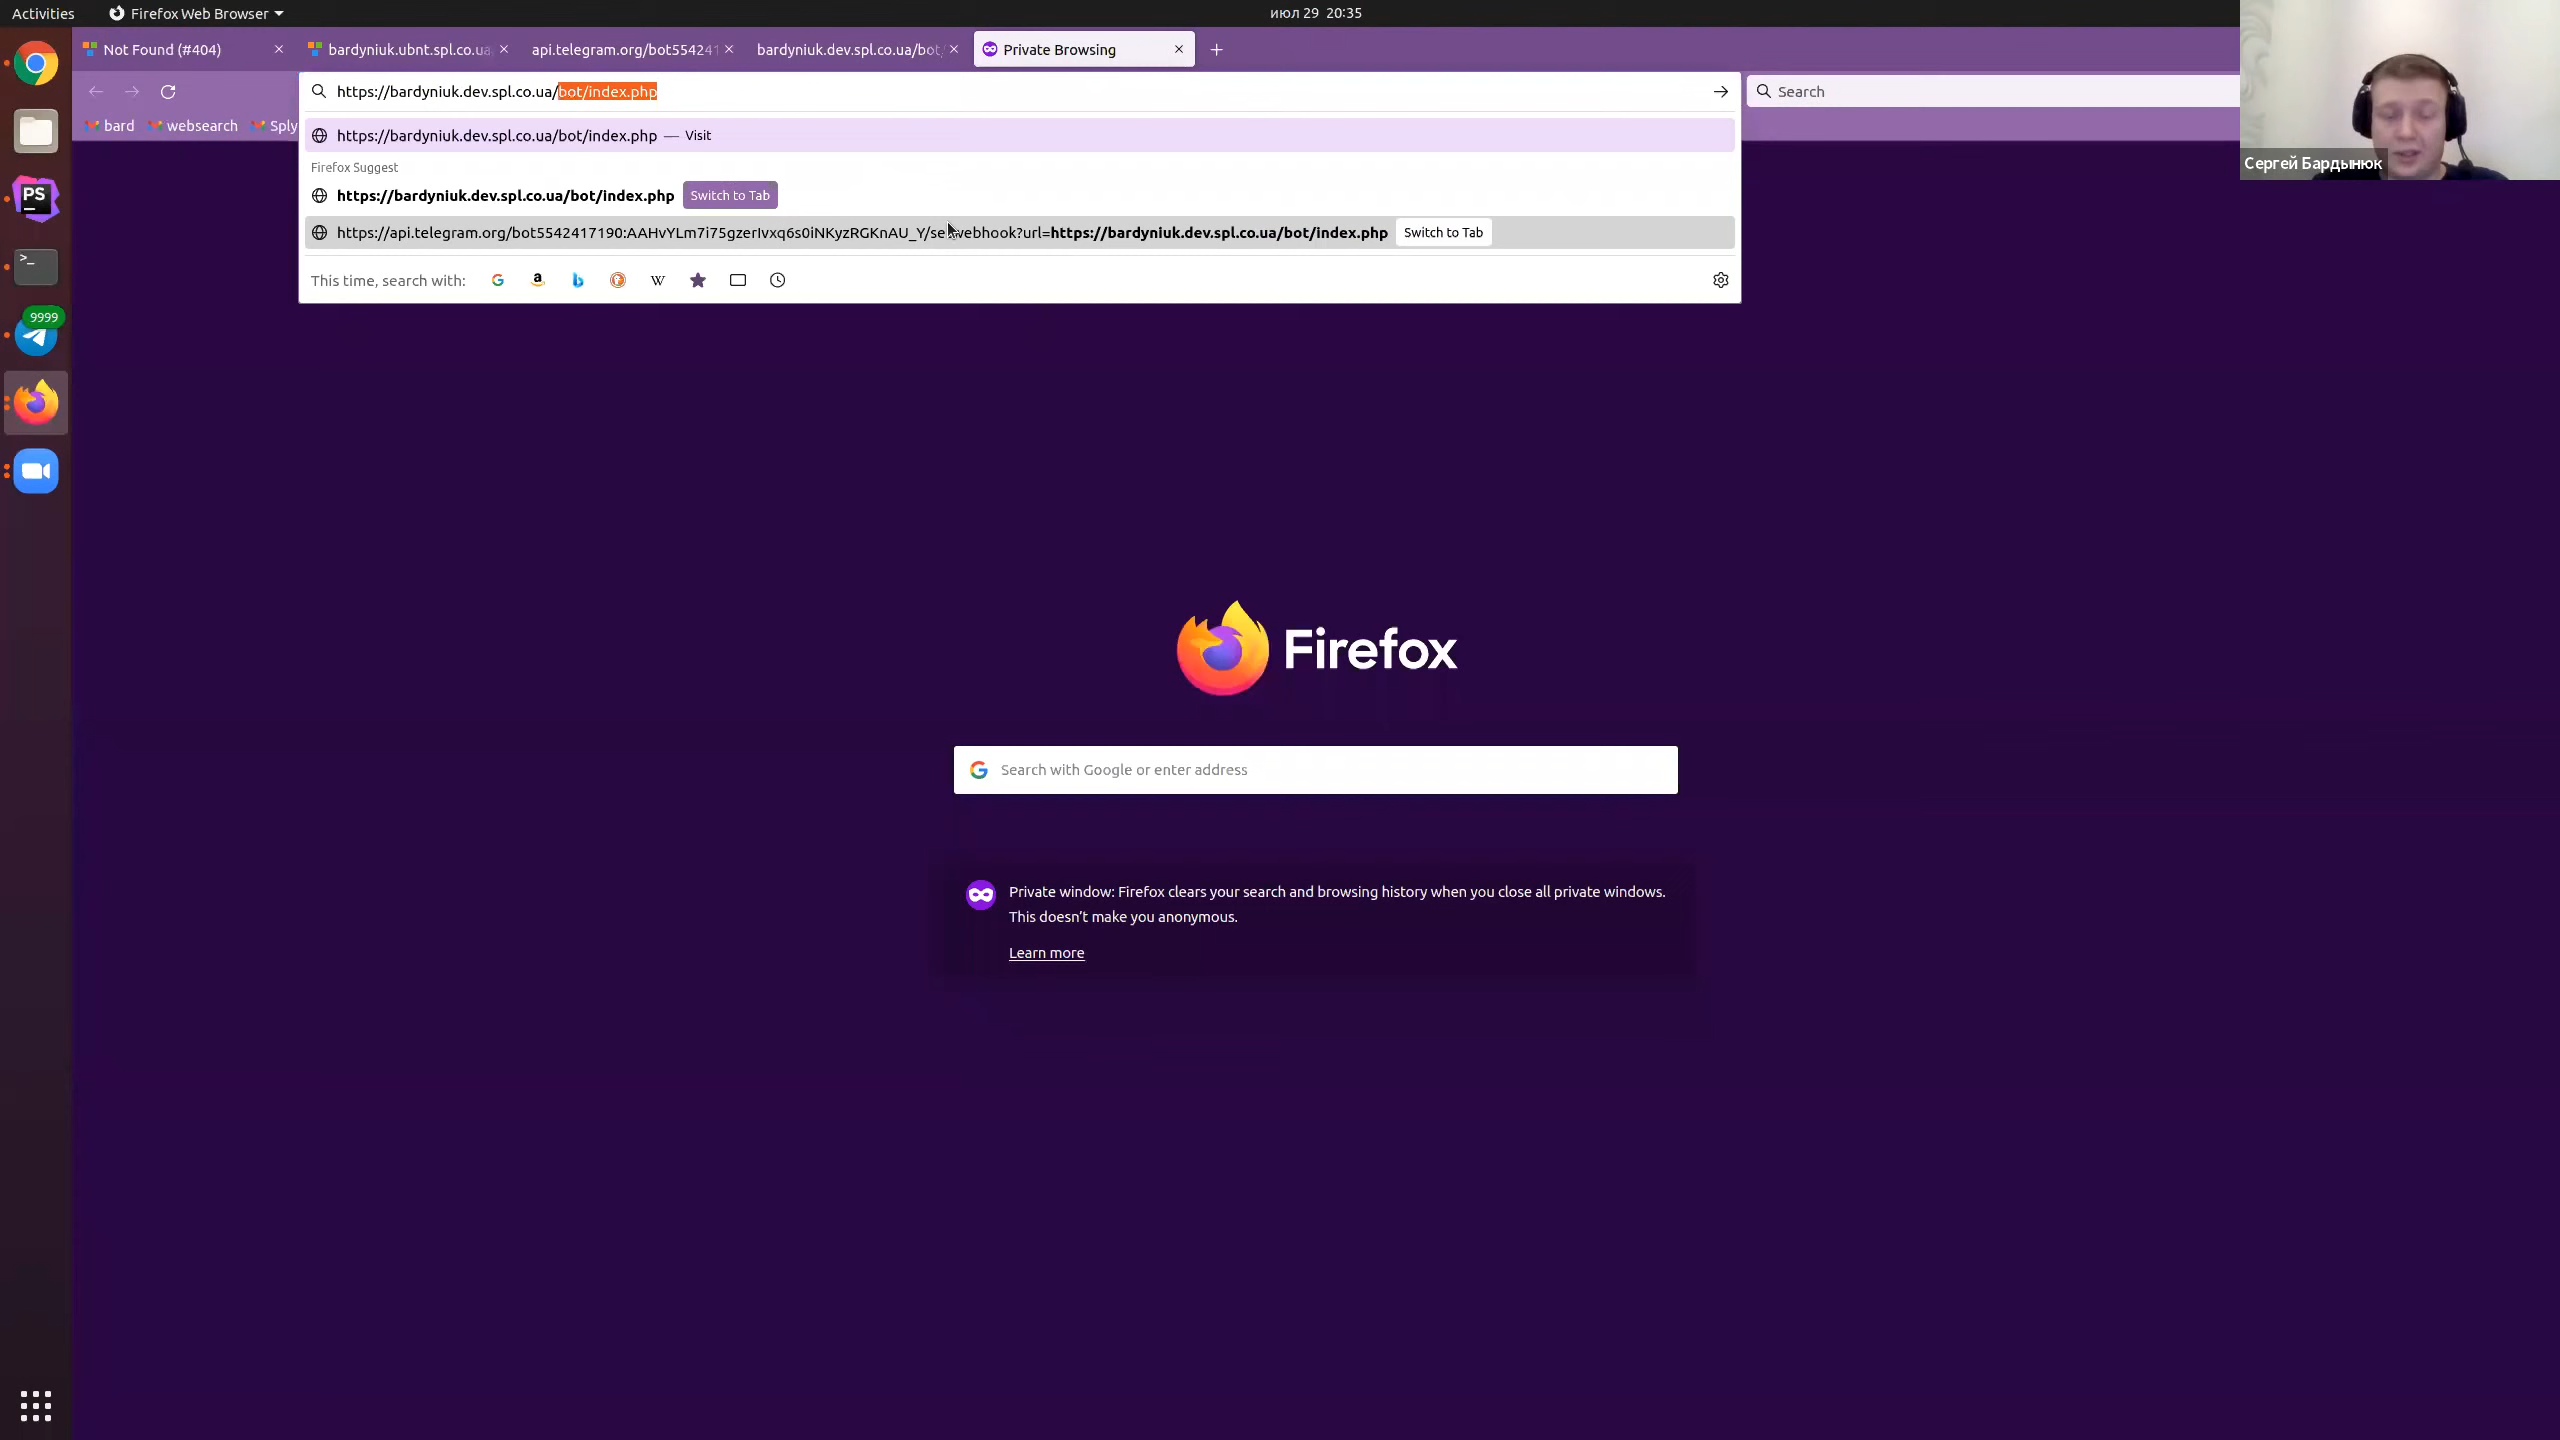 Activities
Firefox Web Browser
июл 29 20:35
Not Found (#404)
bardyniuk.ubnt.spl.co.ua
api.telegram.org/bot55424
bardyniuk.dev.spl.co.ua/bot
Private Browsing
https://bardyniuk.dev.spl.co.ua/bot/index.php
Search
bard
websearch
Sply
https://bardyniuk.dev.spl.co.ua/bot/index.php — Visit
Firefox Suggest
https://bardyniuk.dev.spl.co.ua/bot/index.php Switch to Tab
https://bardyniuk.dev.spl.co.ua/bot/index.php Switch to Tab
This time, search with:
Сергей Бардынюк
PS
9999
Firefox
Search with Google or enter address
Private window: Firefox clears your search and browsing history when you close all private windows.
This doesn't make you anonymous.
Learn more